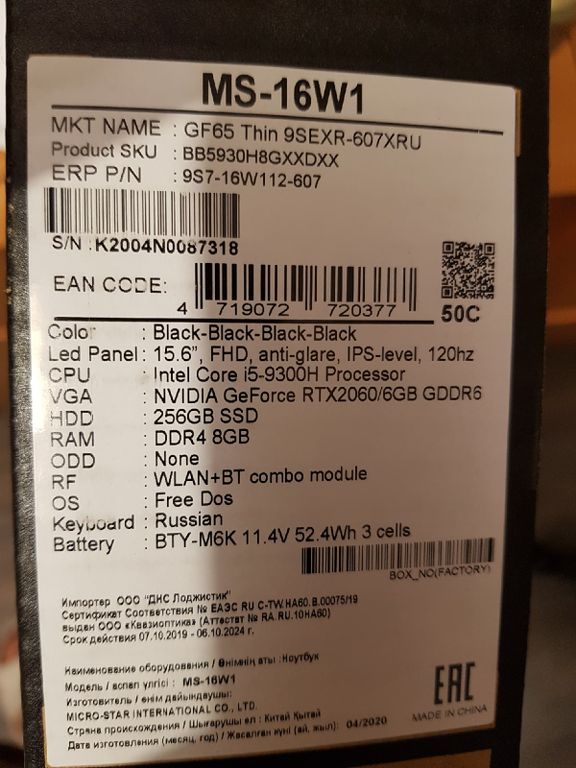 MS-16W1
MKT NAME : GF65 Thin 9SEXR-607XRU
Product SKU : BB5930H8GXXDXX
ERP P/N : 9S7-16W112-607
S/N : K2004N0087318
EAN CODE:
4 719072 720377
50C
Color : Black-Black-Black-Black
Led Panel : 15.6", FHD, anti-glare, IPS-level, 120hz
CPU : Intel Core i5-9300H Processor
VGA : NVIDIA GeForce RTX2060/6GB GDDR6
HDD : 256GB SSD
RAM : DDR4 8GB
ODD : None
RF : WLAN+BT combo module
OS : Free Dos
Keyboard : Russian
Battery : BTY-M6K 11.4V 52.4Wh 3 cells
BOX_NO(FACTORY)
Импортер ООО "ДНС Лоджистик"
Сертификат Соответствия № ЕАЭС RU C-TW.HA60.B.00075/19
выдан ООО «Квазиоптика» (Аттестат № RA.RU.10HA60)
Срок действия 07.10.2019 - 06.10.2024 г.
Наименование оборудования / Өнімнің аты : Ноутбук
Модель / аспап үлгісі : MS-16W1
Изготовитель / өнім дайындаушы:
MICRO-STAR INTERNATIONAL CO., LTD.
Страна происхождения / Шығарушы ел : Китай Қытай
Дата изготовления (месяц, год) / Жасалған күні (ай, жыл): 04/2020
EAC
MADE IN CHINA